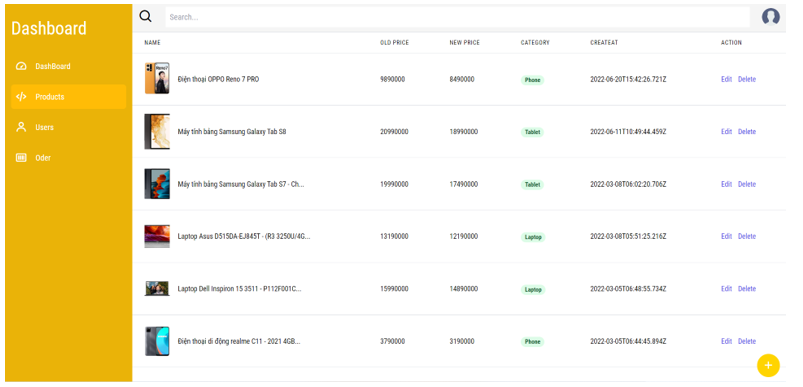 Dashboard
Search...
DashBoard
Products
Users
Oder
NAME OLD PRICE NEW PRICE CATEGORY CREATEAT ACTION
Điện thoại OPPO Reno 7 PRO 9890000 8490000 Phone 2022-06-20T15:42:26.721Z Edit Delete
Máy tính bảng Samsung Galaxy Tab S8 20990000 18990000 Tablet 2022-06-11T10:49:44.459Z Edit Delete
Máy tính bảng Samsung Galaxy Tab S7 - Ch... 19990000 17490000 Tablet 2022-03-08T06:02:20.706Z Edit Delete
Laptop Asus D515DA-EJ845T - (R3 3250U/4G... 13190000 12190000 Laptop 2022-03-08T05:51:25.216Z Edit Delete
Laptop Dell Inspiron 15 3511 - P112F001C... 15990000 14890000 Laptop 2022-03-05T06:48:55.734Z Edit Delete
Điện thoại di động realme C11 - 2021 4GB... 3790000 3190000 Phone 2022-03-05T06:44:45.894Z Edit Delete
+